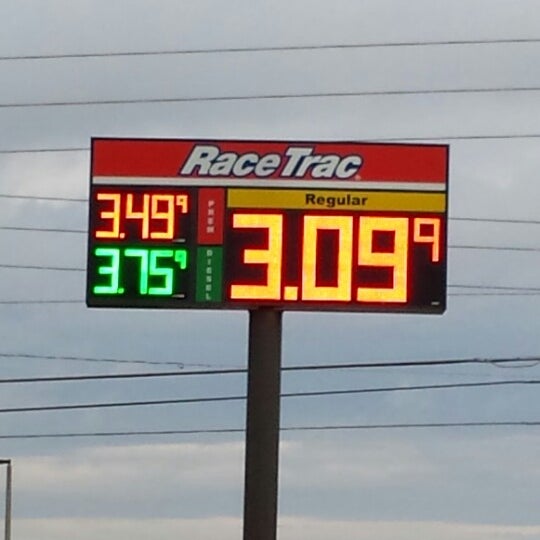 RaceTrac
3.49⁹ PREM
3.75⁹ DIESEL
Regular
3.09⁹